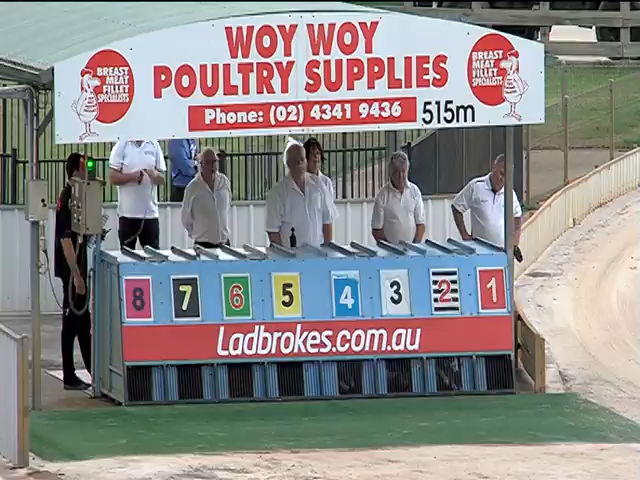 WOY WOY
POULTRY SUPPLIES
Phone: (02) 4341 9436
515m
BREAST
MEAT
FILLET
SPECIALISTS
BREAST
MEAT
FILLET
SPECIALISTS
8 7 6 5 4 3 2 1
Ladbrokes.com.au